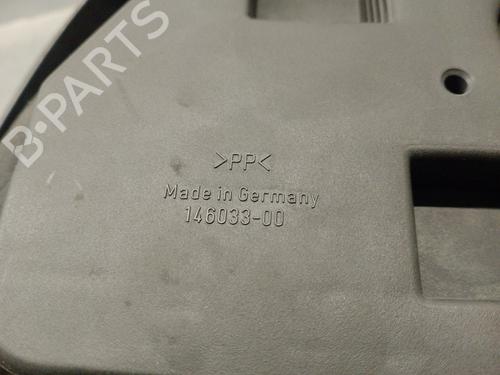 B-PARTS
>PP<
Made in Germany
146033-00